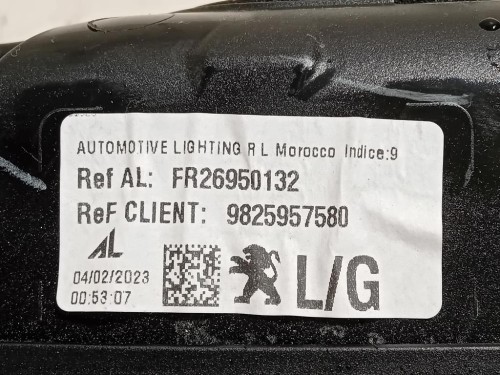 AUTOMOTIVE LIGHTING R L Morocco Indice:9
Ref AL: FR26950132
ReF CLIENT: 9825957580
AL
04/02/2023
00:53:07
L/G